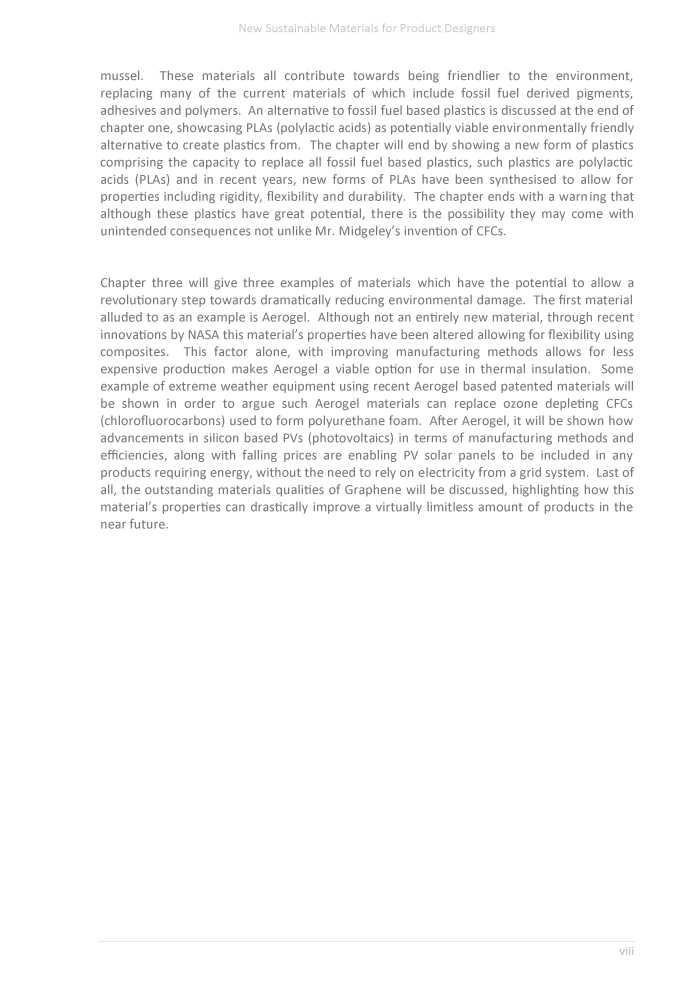 New Sustainable Materials for Product Designers
mussel. These materials all contribute towards being friendlier to the environment,
replacing many of the current materials of which include fossil fuel derived pigments,
adhesives and polymers. An alternative to fossil fuel based plastics is discussed at the end of
chapter one, showcasing PLAs (polylactic acids) as potentially viable environmentally friendly
alternative to create plastics from. The chapter will end by showing a new form of plastics
comprising the capacity to replace all fossil fuel based plastics, such plastics are polylactic
acids (PLAs) and in recent years, new forms of PLAs have been synthesised to allow for
properties including rigidity, flexibility and durability. The chapter ends with a warning that
although these plastics have great potential, there is the possibility they may come with
unintended consequences not unlike Mr. Midgeley's invention of CFCs.
Chapter three will give three examples of materials which have the potential to allow a
revolutionary step towards dramatically reducing environmental damage. The first material
alluded to as an example is Aerogel. Although not an entirely new material, through recent
innovations by NASA this material's properties have been altered allowing for flexibility using
composites. This factor alone, with improving manufacturing methods allows for less
expensive production makes Aerogel a viable option for use in thermal insulation. Some
example of extreme weather equipment using recent Aerogel based patented materials will
be shown in order to argue such Aerogel materials can replace ozone depleting CFCs
(chlorofluorocarbons) used to form polyurethane foam. After Aerogel, it will be shown how
advancements in silicon based PVs (photovoltaics) in terms of manufacturing methods and
efficiencies, along with falling prices are enabling PV solar panels to be included in any
products requiring energy, without the need to rely on electricity from a grid system. Last of
all, the outstanding materials qualities of Graphene will be discussed, highlighting how this
material's properties can drastically improve a virtually limitless amount of products in the
near future.
viii